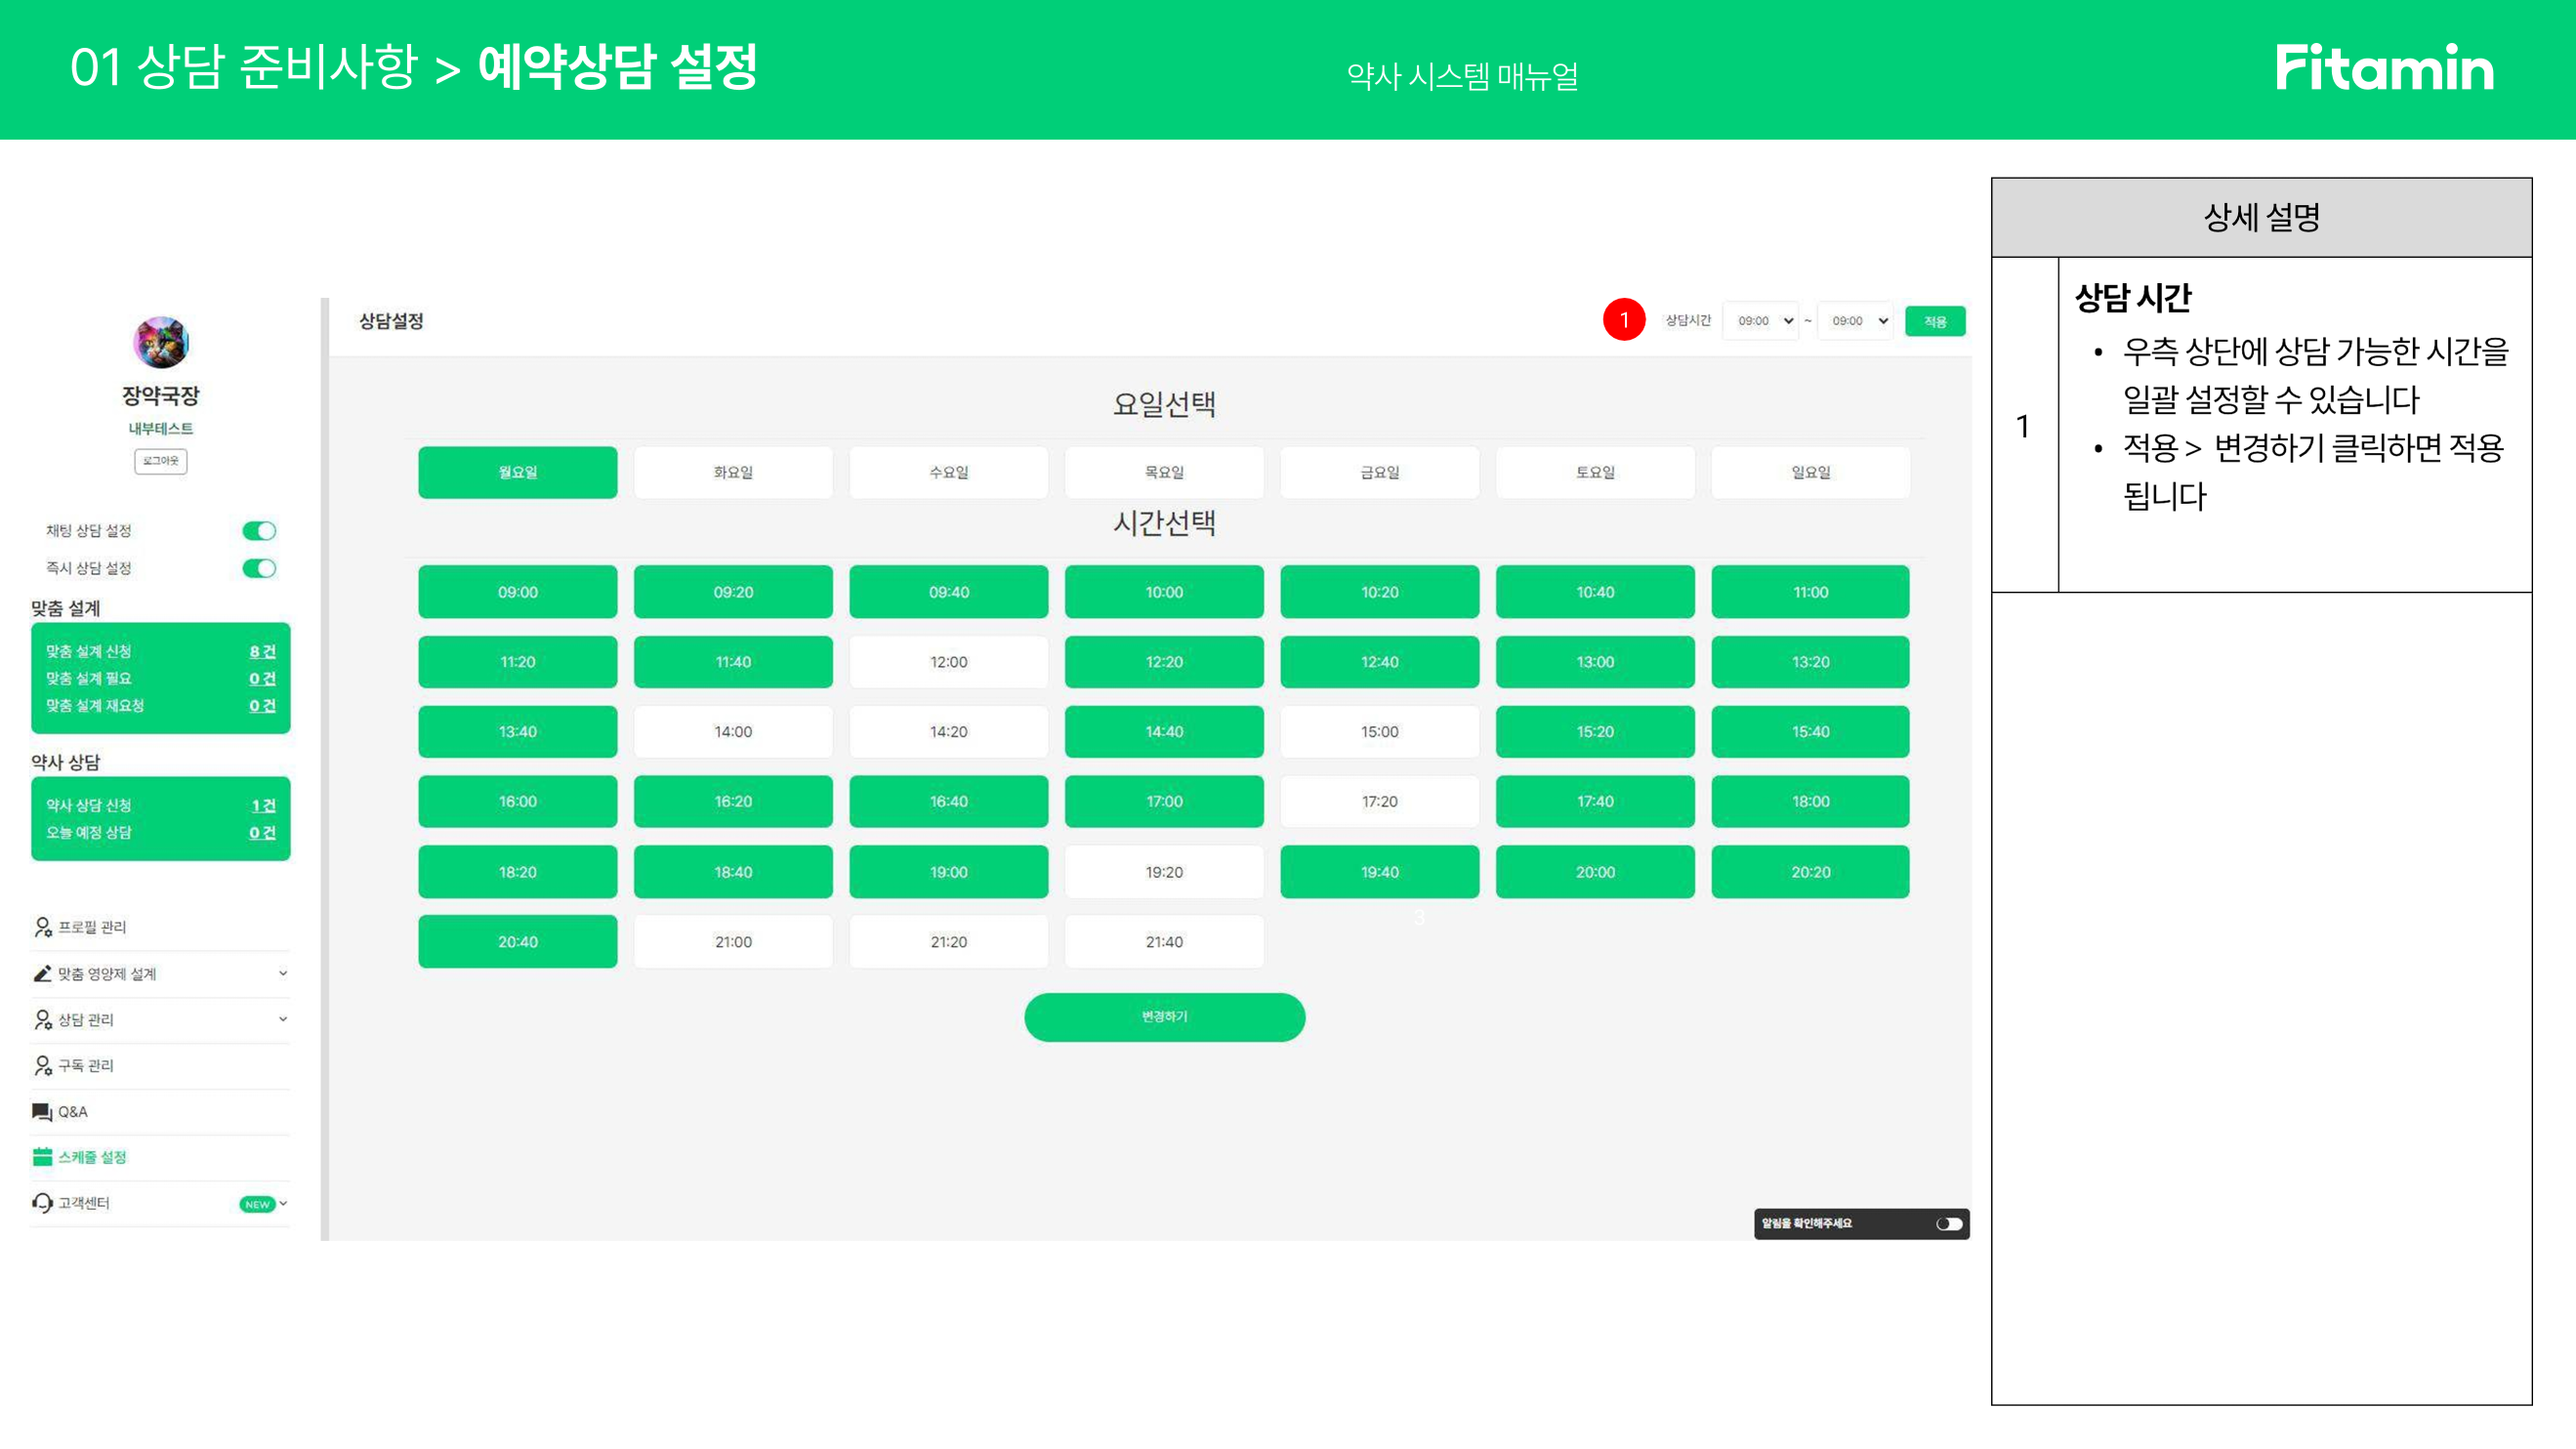 01 상담 준비사항 > 예약상담 설정
약사 시스템 매뉴얼
Fitamin
장약국장
내부테스트
로그아웃
채팅 상담 설정
즉시 상담 설정
맞춤 설계
맞춤 설계 신청 8 건
맞춤 설계 필요 0 건
맞춤 설계 재요청 0 건
약사 상담
약사 상담 신청 1 건
오늘 예정 상담 0 건
프로필 관리
맞춤 영양제 설계
상담 관리
구독 관리
Q&A
스케줄 설정
고객센터 NEW
상담설정
1 상담시간 09:00 ~ 09:00 적용
요일선택
월요일 화요일 수요일 목요일 금요일 토요일 일요일
시간선택
09:00 09:20 09:40 10:00 10:20 10:40 11:00
11:20 11:40 12:00 12:20 12:40 13:00 13:20
13:40 14:00 14:20 14:40 15:00 15:20 15:40
16:00 16:20 16:40 17:00 17:20 17:40 18:00
18:20 18:40 19:00 19:20 19:40 20:00 20:20
3
20:40 21:00 21:20 21:40
변경하기
알림을 확인해주세요
상세 설명
1
상담 시간
• 우측 상단에 상담 가능한 시간을
일괄 설정할 수 있습니다
• 적용 > 변경하기 클릭하면 적용
됩니다